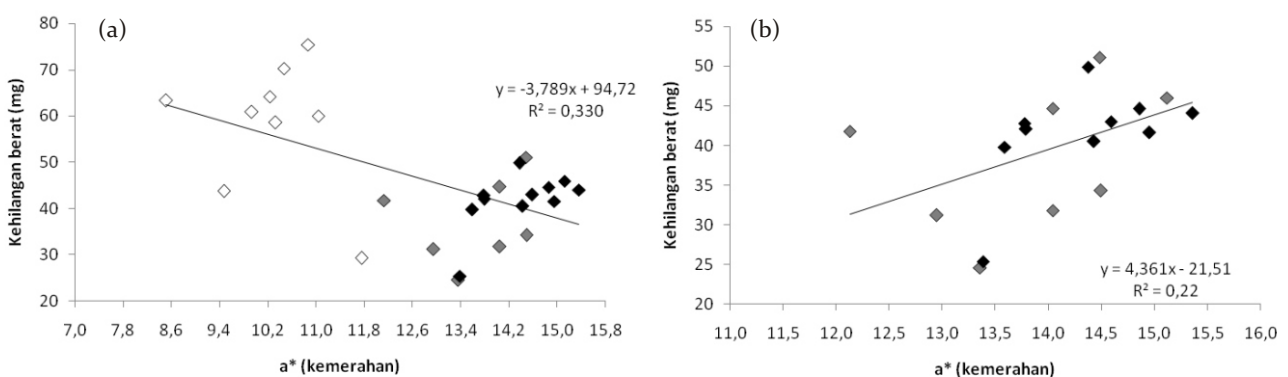 (a)
Kehilangan berat (mg)
80
70
60
50
40
30
20
y = -3,789x + 94,72
R² = 0,330
7,0 7,8 8,6 9,4 10,2 11,0 11,8 12,6 13,4 14,2 15,0 15,8
a* (kemerahan)
(b)
Kehilangan berat (mg)
55
50
45
40
35
30
25
20
y = 4,361x - 21,51
R² = 0,22
11,0 11,5 12,0 12,5 13,0 13,5 14,0 14,5 15,0 15,5 16,0
a* (kemerahan)